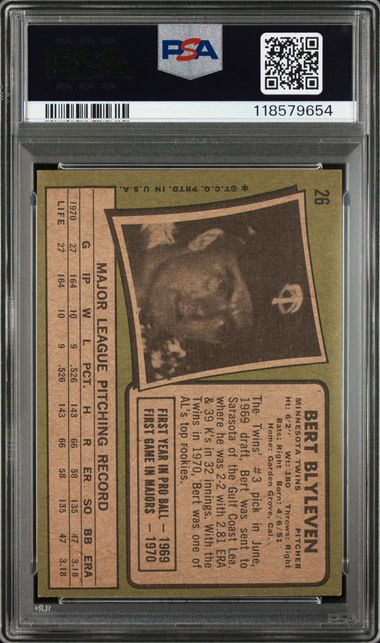 PSA
PSA
118579654
26
*©T.C.G. PRTD. IN U.S.A.
BERT BLYLEVEN
MINNESOTA TWINS PITCHER
Ht: 6'2" Wt: 180 Throws: Right
Bats: Right Born: 4/6/51
Home: Garden Grove, Cal.
The Twins' #3 pick in June,
1969 draft, Bert was sent to
Sarasota of the Gulf Coast Lea.
where he was 2-2 with 2.81 ERA
& 39 K's in 32 innings. With the
Twins in 1970, Bert was one of
AL's top rookies.
FIRST YEAR IN PRO BALL — 1969
FIRST GAME IN MAJORS — 1970
MAJOR LEAGUE PITCHING RECORD
G IP W L PCT. H R ER SO BB ERA
1970 27 164 10 9 .526 143 66 58 135 47 3.18
LIFE 27 164 10 9 .526 143 66 58 135 47 3.18